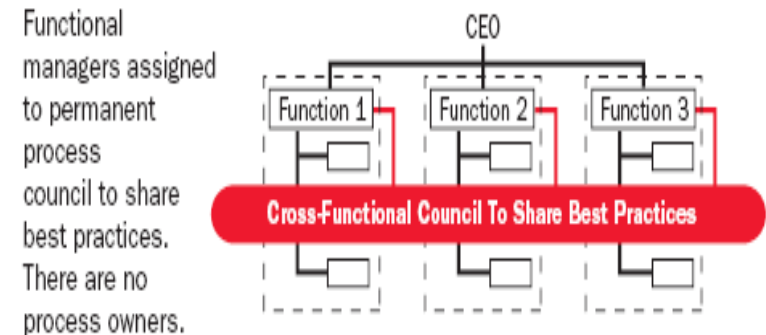 Functional
managers assigned
to permanent
process
council to share
best practices.
There are no
process owners.
CEO
Function 1
Function 2
Function 3
Cross-Functional Council To Share Best Practices